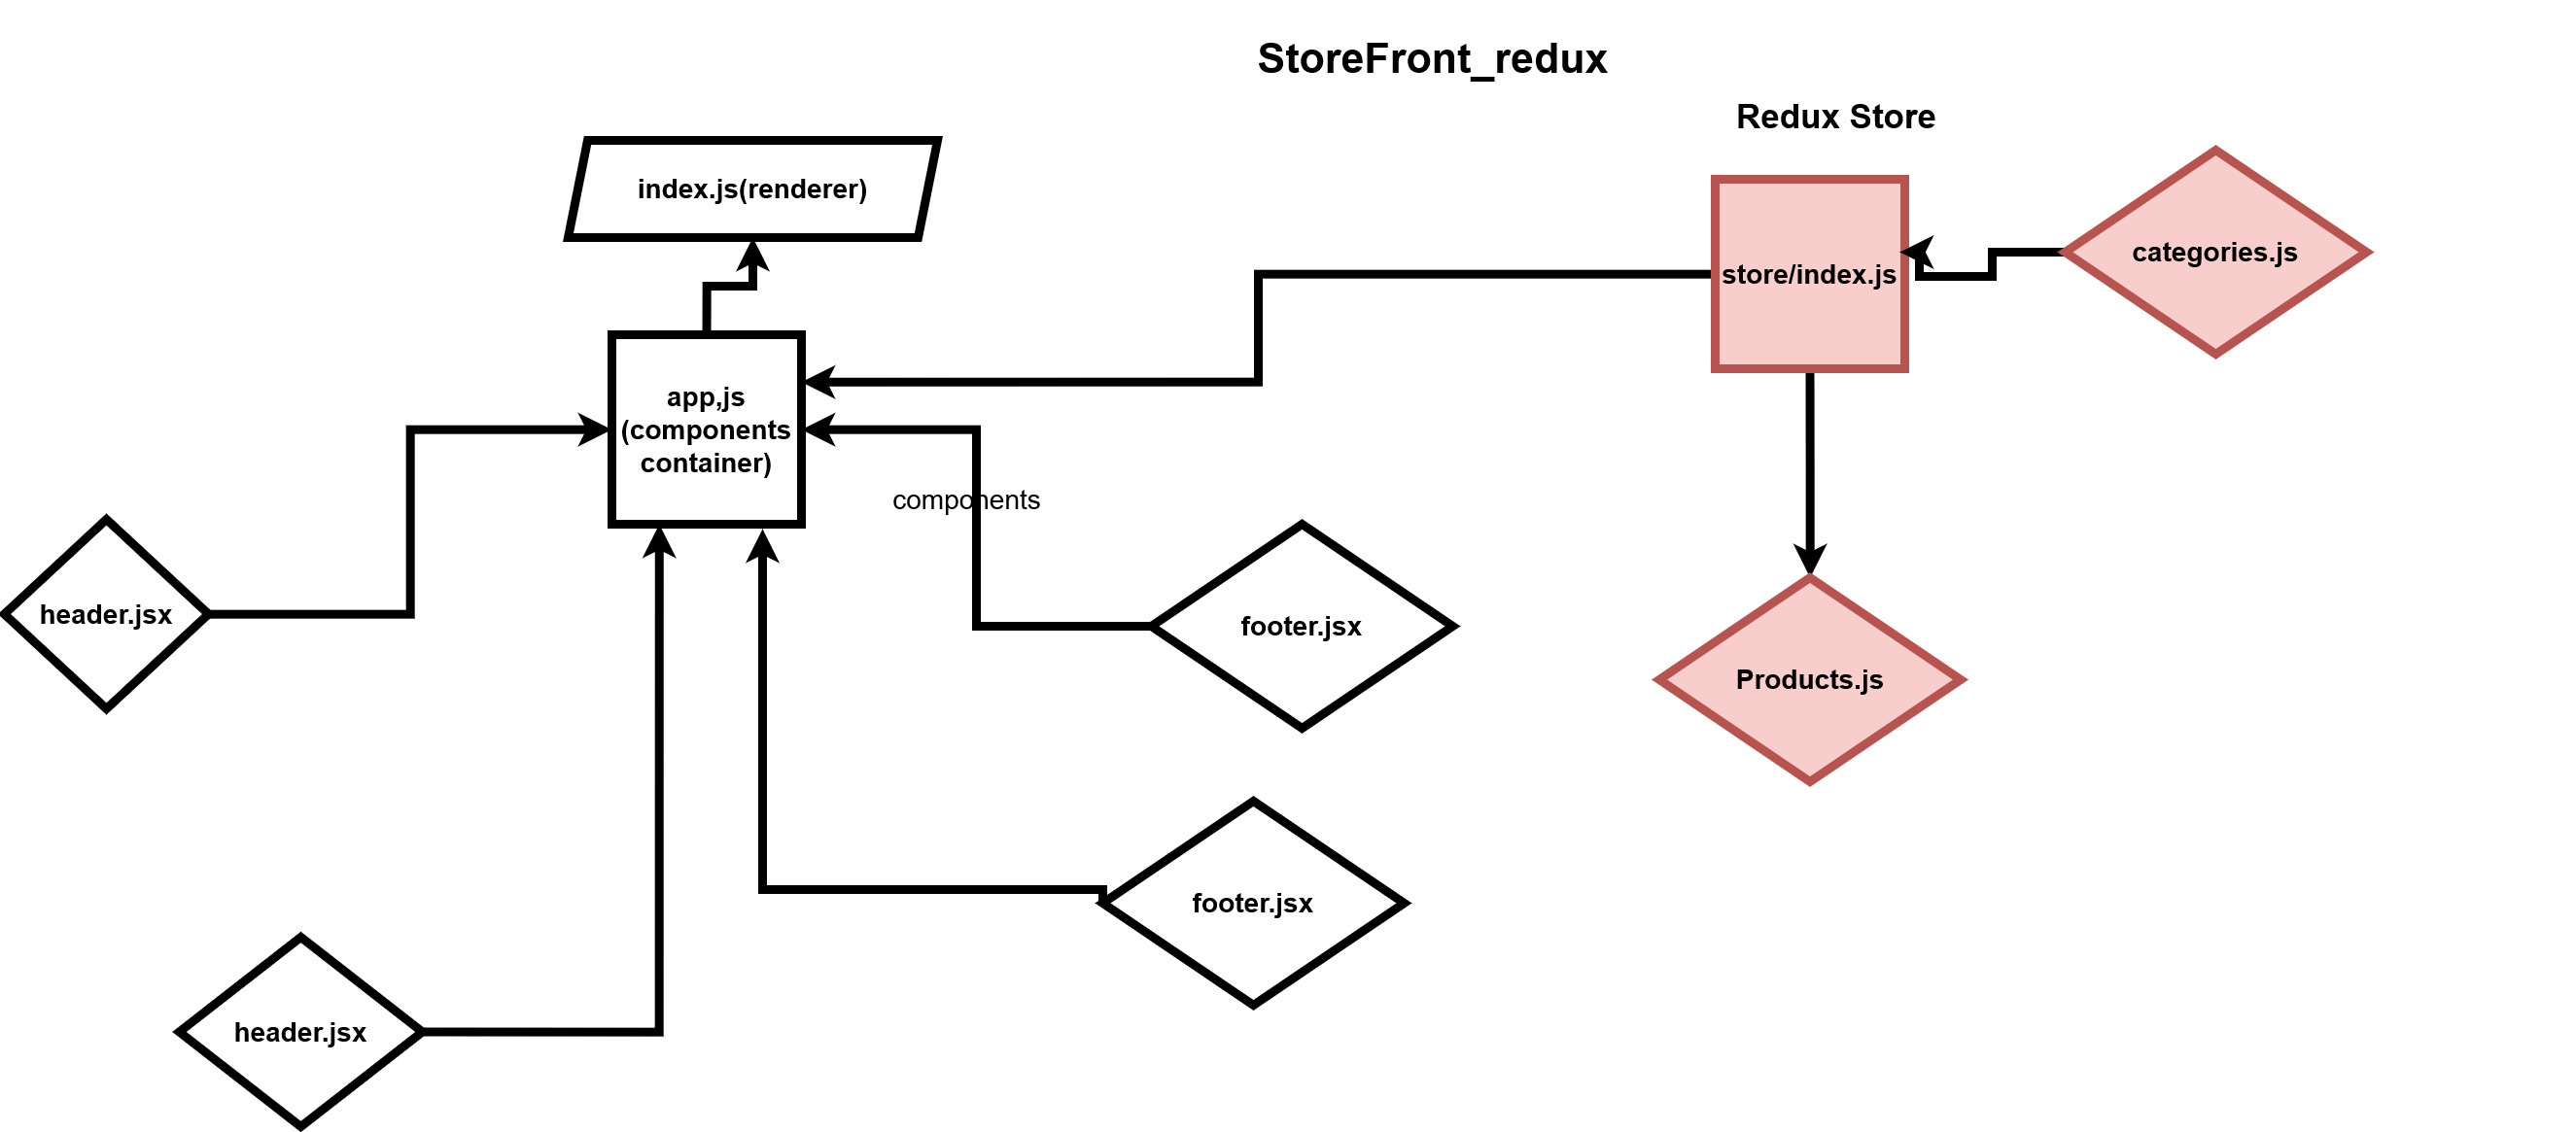 StoreFront_redux
Redux Store
index.js(renderer)
store/index.js
categories.js
app,js
(components
container)
components
header.jsx
footer.jsx
Products.js
footer.jsx
header.jsx